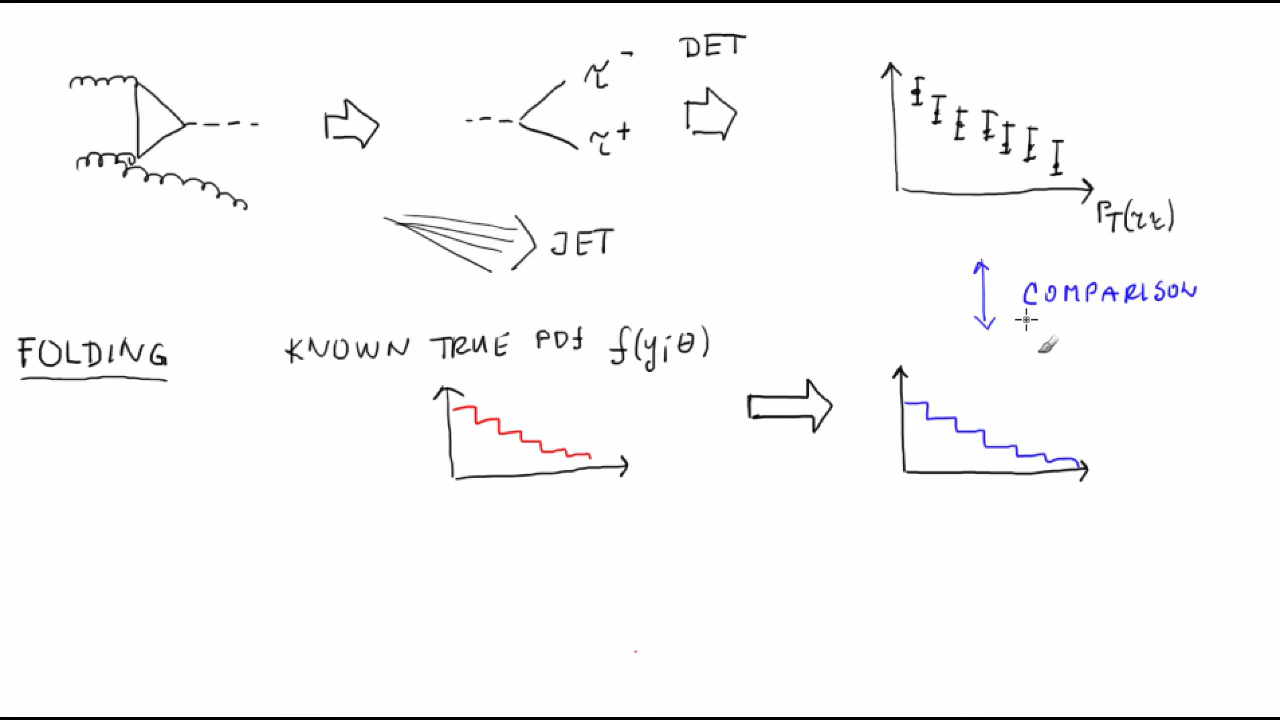 DET
τ⁻
τ⁺
P_T(ττ)
JET
COMPARISON
FOLDING KNOWN TRUE PDf f(y;θ)